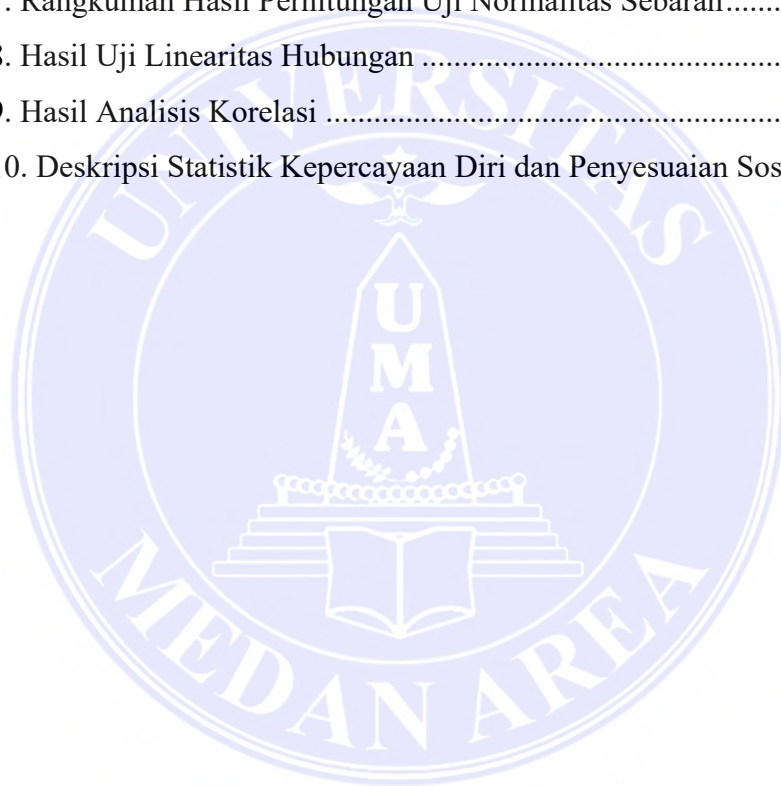 . Rangkuman Hasil Perhitungan Uji Normalitas Sebaran.......
8. Hasil Uji Linearitas Hubungan .......................................
9. Hasil Analisis Korelasi ..................................................
10. Deskripsi Statistik Kepercayaan Diri dan Penyesuaian Sos
UNIVERSITAS
U
M
A
MEDAN AREA